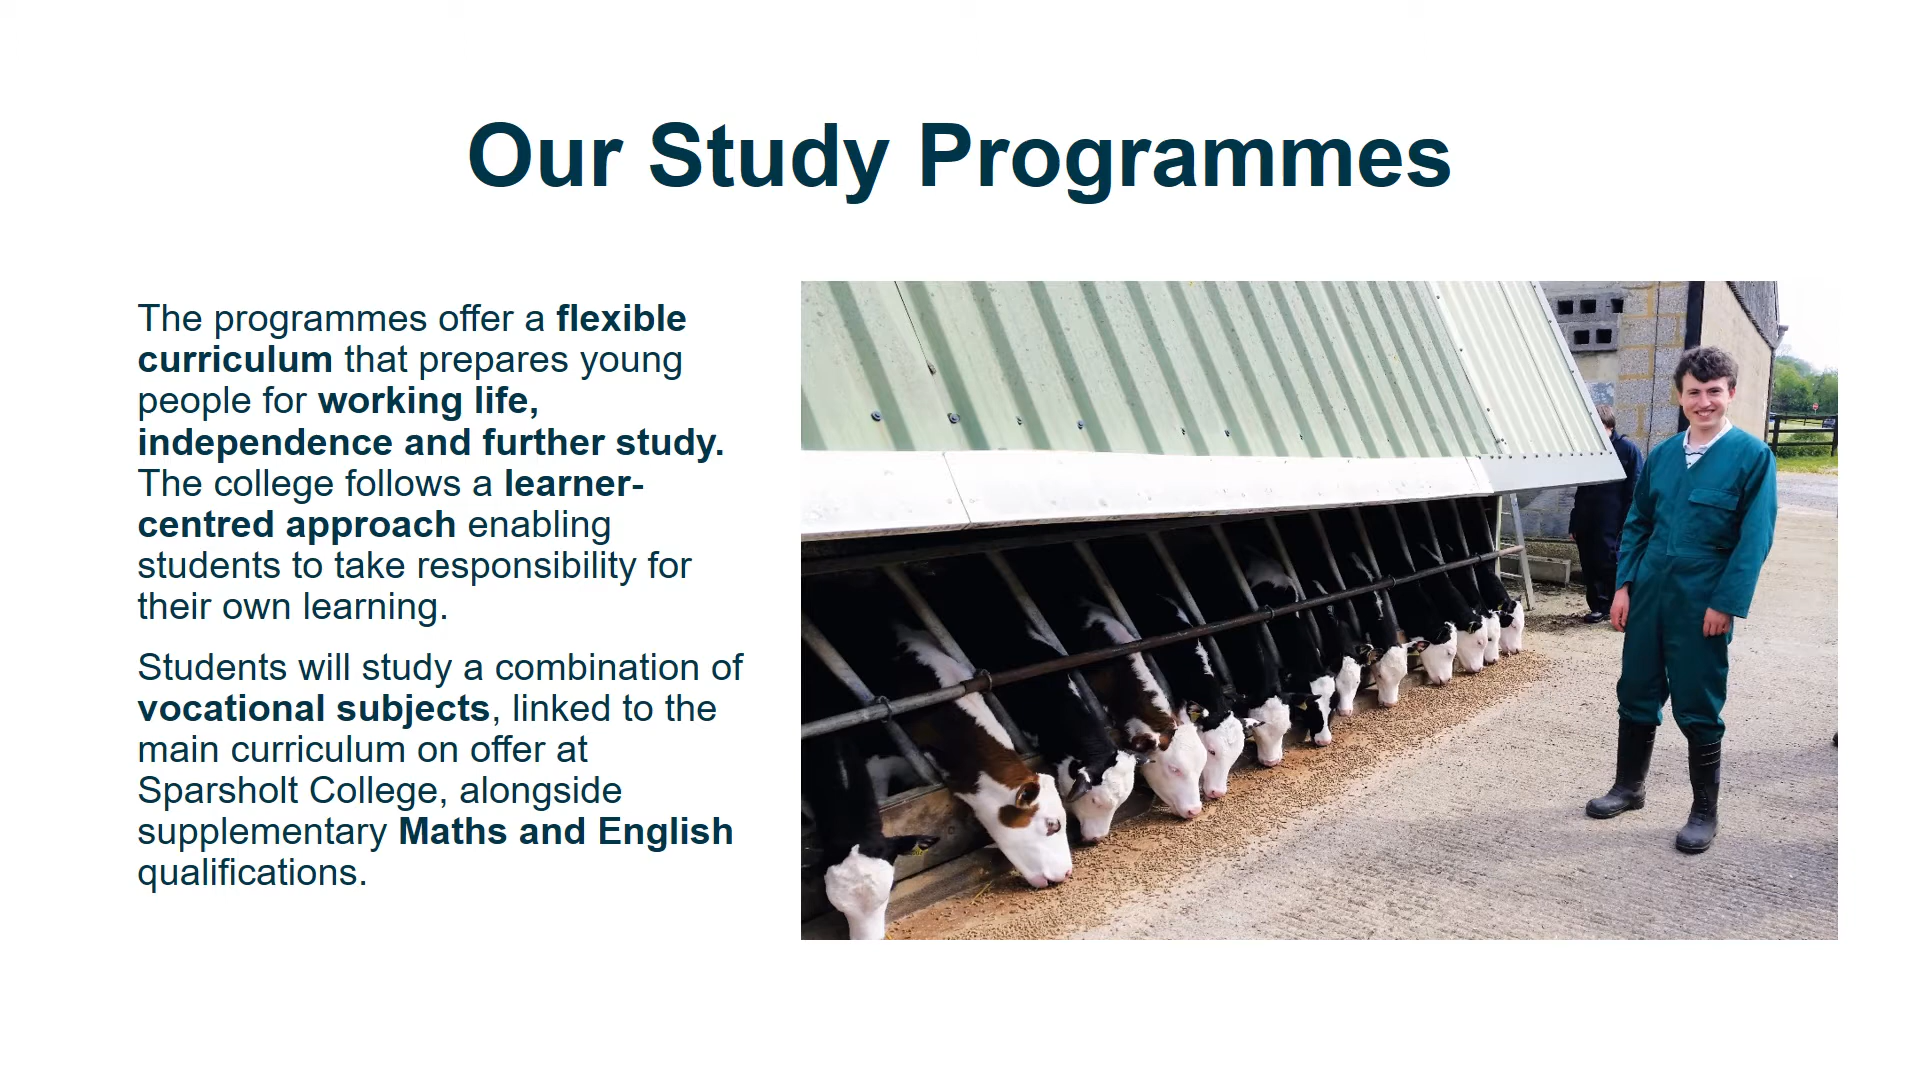 Our Study Programmes
The programmes offer a flexible
curriculum that prepares young
people for working life,
independence and further study.
The college follows a learner-
centred approach enabling
students to take responsibility for
their own learning.
Students will study a combination of
vocational subjects, linked to the
main curriculum on offer at
Sparsholt College, alongside
supplementary Maths and English
qualifications.